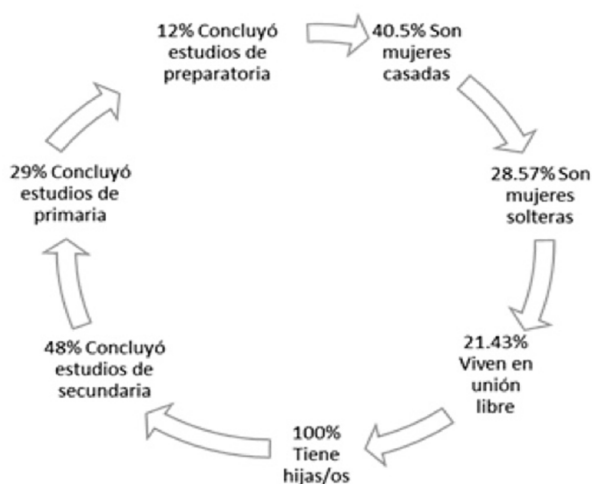 12% Concluyó
estudios de
preparatoria
40.5% Son
mujeres
casadas
28.57% Son
mujeres
solteras
21.43%
Viven en
unión
libre
100%
Tiene
hijas/os
48% Concluyó
estudios de
secundaria
29% Concluyó
estudios de
primaria